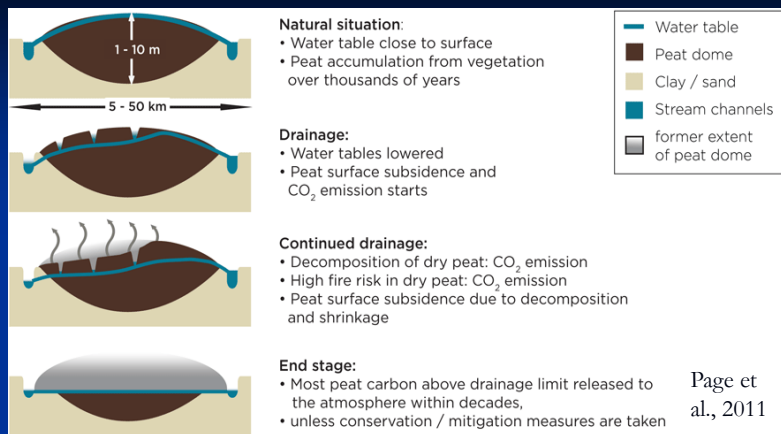 1 - 10 m
5 - 50 km
Natural situation:
• Water table close to surface
• Peat accumulation from vegetation
over thousands of years
Drainage:
• Water tables lowered
• Peat surface subsidence and
CO₂ emission starts
Continued drainage:
• Decomposition of dry peat: CO₂ emission
• High fire risk in dry peat: CO₂ emission
• Peat surface subsidence due to decomposition
and shrinkage
End stage:
• Most peat carbon above drainage limit released to
the atmosphere within decades,
• unless conservation / mitigation measures are taken
Water table
Peat dome
Clay / sand
Stream channels
former extent
of peat dome
Page et
al., 2011